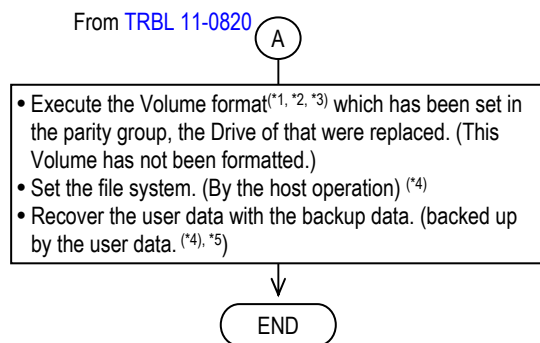 From TRBL 11-0820
A
• Execute the Volume format(*1, *2, *3) which has been set in
the parity group, the Drive of that were replaced. (This
Volume has not been formatted.)
• Set the file system. (By the host operation) (*4)
• Recover the user data with the backup data. (backed up
by the user data. (*4), *5)
END